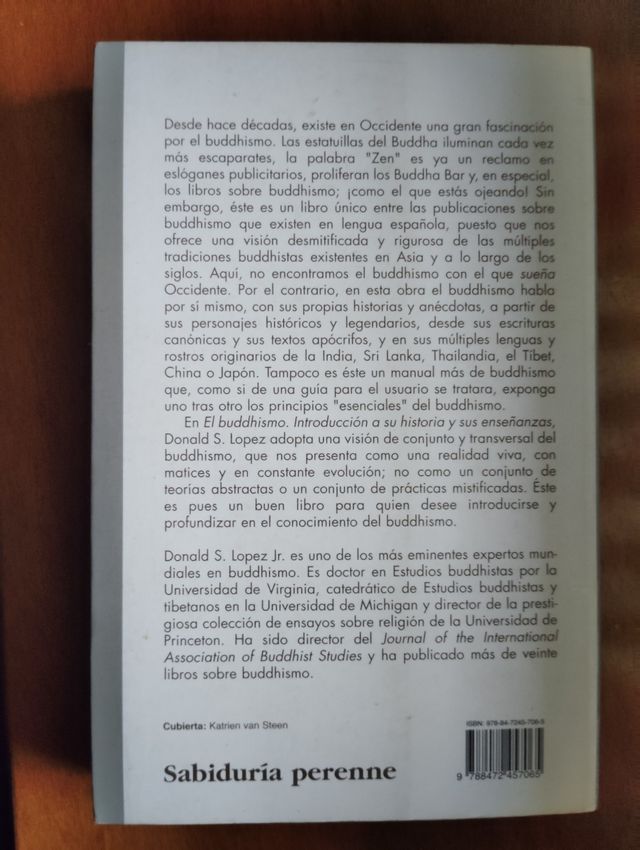 Desde hace décadas, existe en Occidente una gran fascinación
por el buddhismo. Las estatuillas del Buddha iluminan cada vez
más escaparates, la palabra "Zen" es ya un reclamo en
eslóganes publicitarios, proliferan los Buddha Bar y, en especial,
los libros sobre buddhismo; ¡como el que estás ojeando! Sin
embargo, éste es un libro único entre las publicaciones sobre
buddhismo que existen en lengua española, puesto que nos
ofrece una visión desmitificada y rigurosa de las múltiples
tradiciones buddhistas existentes en Asia y a lo largo de los
siglos. Aquí, no encontramos el buddhismo con el que sueña
Occidente. Por el contrario, en esta obra el buddhismo habla
por sí mismo, con sus propias historias y anécdotas, a partir de
sus personajes históricos y legendarios, desde sus escrituras
canónicas y sus textos apócrifos, y en sus múltiples lenguas y
rostros originarios de la India, Sri Lanka, Thailandia, el Tíbet,
China o Japón. Tampoco es éste un manual más de buddhismo
que, como si de una guía para el usuario se tratara, exponga
uno tras otro los principios "esenciales" del buddhismo.
En El buddhismo. Introducción a su historia y sus enseñanzas,
Donald S. Lopez adopta una visión de conjunto y transversal del
buddhismo, que nos presenta como una realidad viva, con
matices y en constante evolución; no como un conjunto de
teorías abstractas o un conjunto de prácticas mistificadas. Éste
es pues un buen libro para quien desee introducirse y
profundizar en el conocimiento del buddhismo.
Donald S. Lopez Jr. es uno de los más eminentes expertos mun-
diales en buddhismo. Es doctor en Estudios buddhistas por la
Universidad de Virginia, catedrático de Estudios buddhistas y
tibetanos en la Universidad de Michigan y director de la presti-
giosa colección de ensayos sobre religión de la Universidad de
Princeton. Ha sido director del Journal of the International
Association of Buddhist Studies y ha publicado más de veinte
libros sobre buddhismo.
Cubierta: Katrien van Steen
ISBN: 978-84-7245-706-5
Sabiduría perenne
9 788472 457065